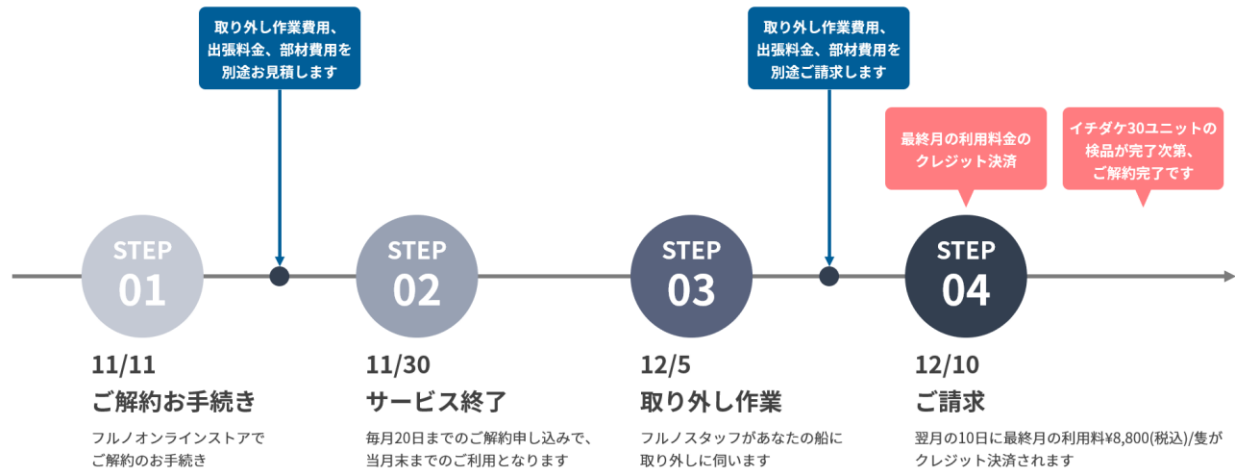 取り外し作業費用、
出張料金、部材費用を
別途お見積します
取り外し作業費用、
出張料金、部材費用を
別途ご請求します
最終月の利用料金の
クレジット決済
イチダケ30ユニットの
検品が完了次第、
ご解約完了です
STEP
01
STEP
02
STEP
03
STEP
04
11/11
ご解約お手続き
フルノオンラインストアで
ご解約のお手続き
11/30
サービス終了
毎月20日までのご解約申し込みで、
当月末までのご利用となります
12/5
取り外し作業
フルノスタッフがあなたの船に
取り外しに伺います
12/10
ご請求
翌月の10日に最終月の利用料¥8,800(税込)/隻が
クレジット決済されます